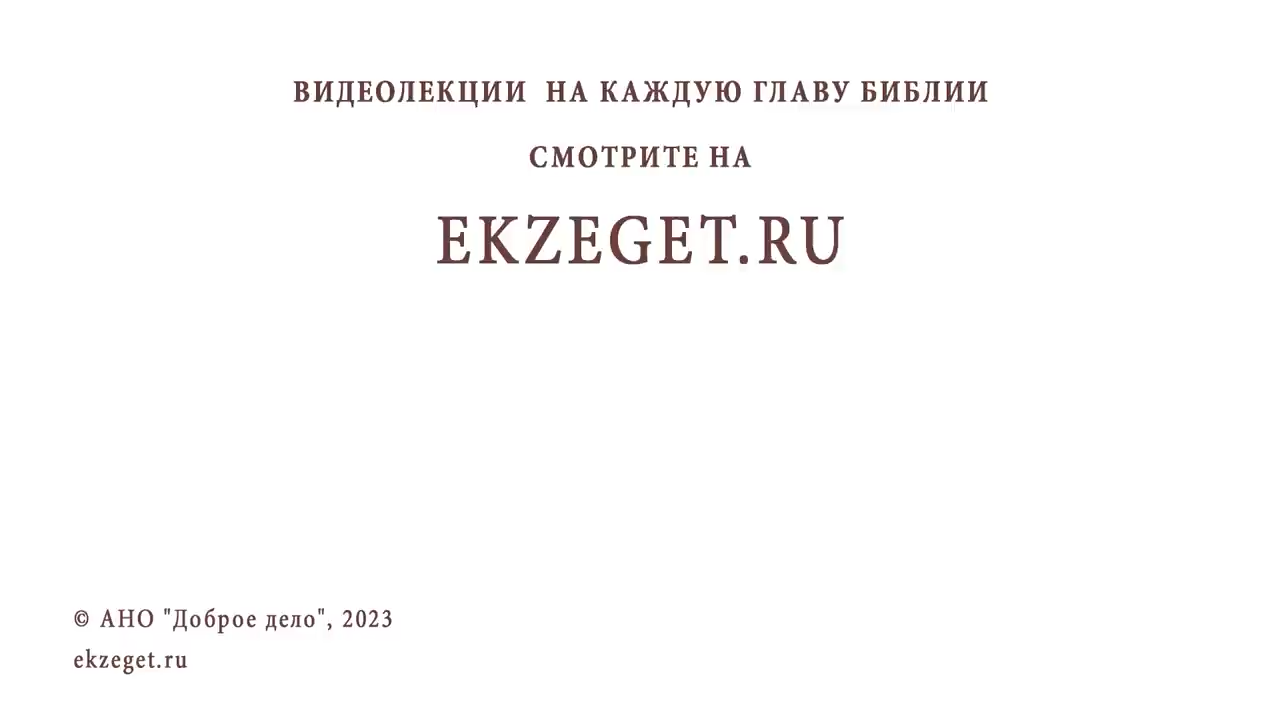 ВИДЕОЛЕКЦИИ НА КАЖДУЮ ГЛАВУ БИБЛИИ
СМОТРИТЕ НА
EKZEGET.RU
© АНО "Доброе дело", 2023
ekzeget.ru